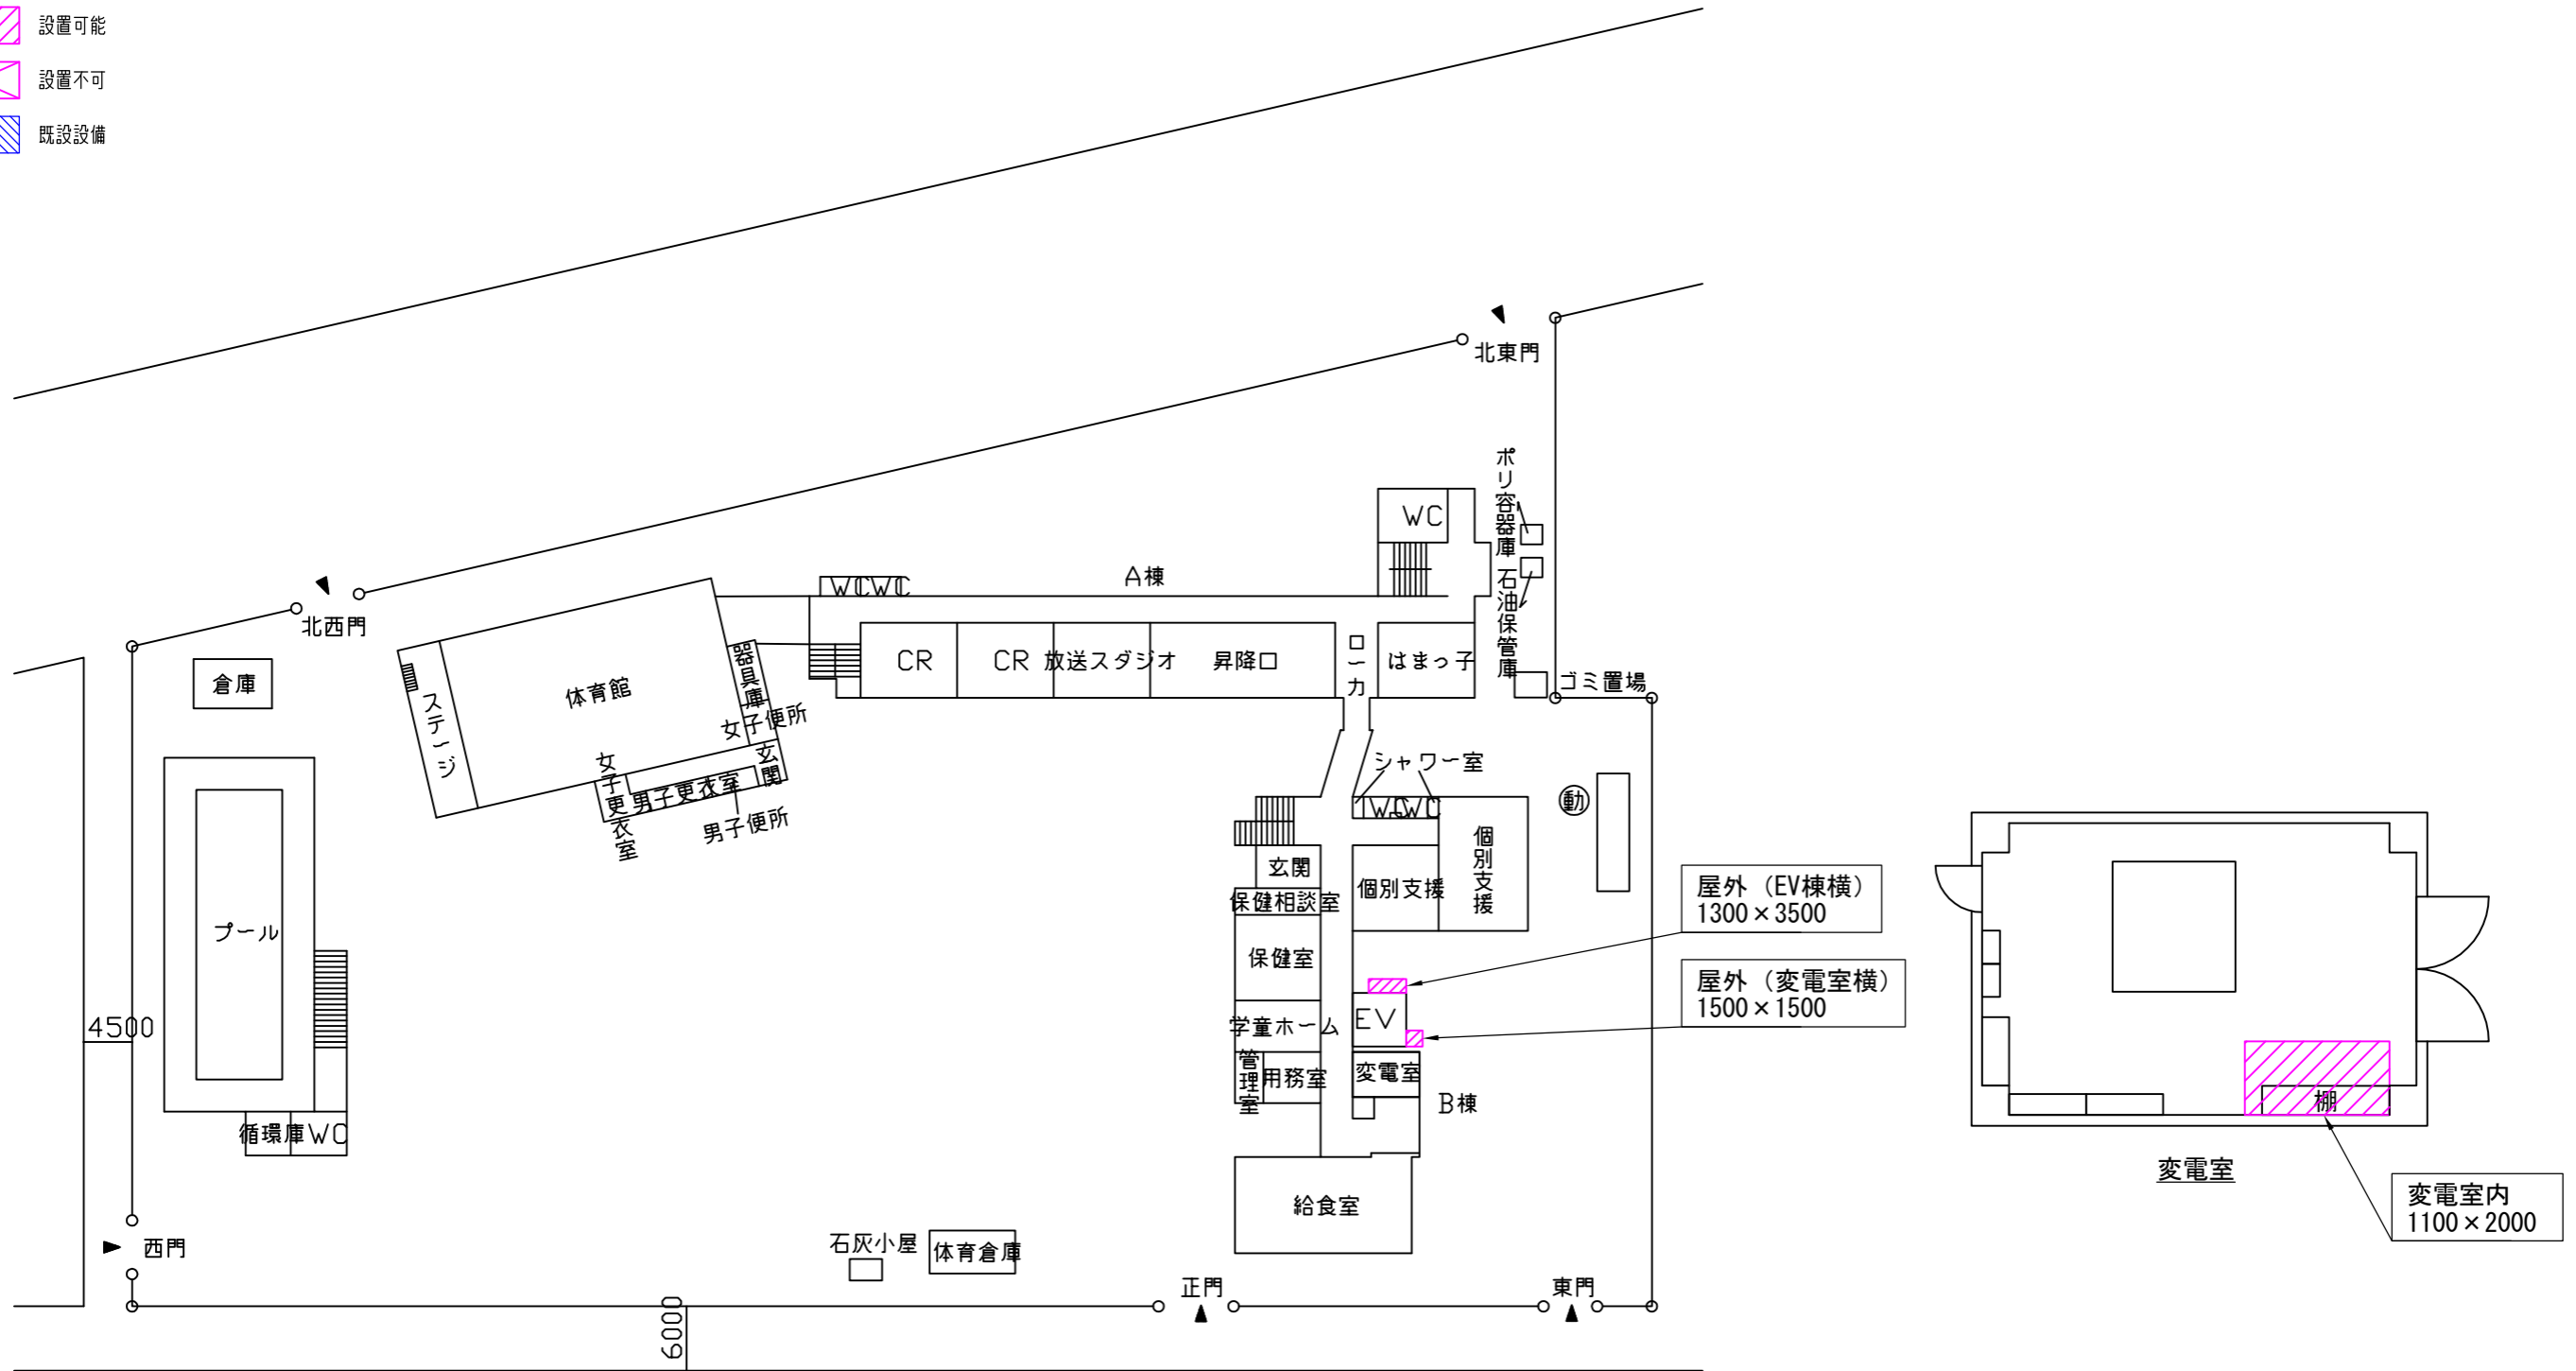 設置可能
設置不可
既設設備
北東門
ポリ容器庫
WC
A棟
WC
WC
石油保管庫
北西門
倉庫
ステージ
体育館
器具庫
女子便所
玄関
女子更衣室
男子更衣室
男子便所
CR
CR
放送スタジオ
昇降口
ローカ
はまっ子
ゴミ置場
シャワー室
WC
WC
動
玄関
個別支援
個別支援
保健相談室
保健室
プール
屋外（EV棟横）
1300×3500
屋外（変電室横）
1500×1500
4500
学童ホーム
EV
管理室
用務室
変電室
B棟
棚
循環庫
WC
変電室
変電室内
1100×2000
給食室
西門
石灰小屋
体育倉庫
正門
東門
6000